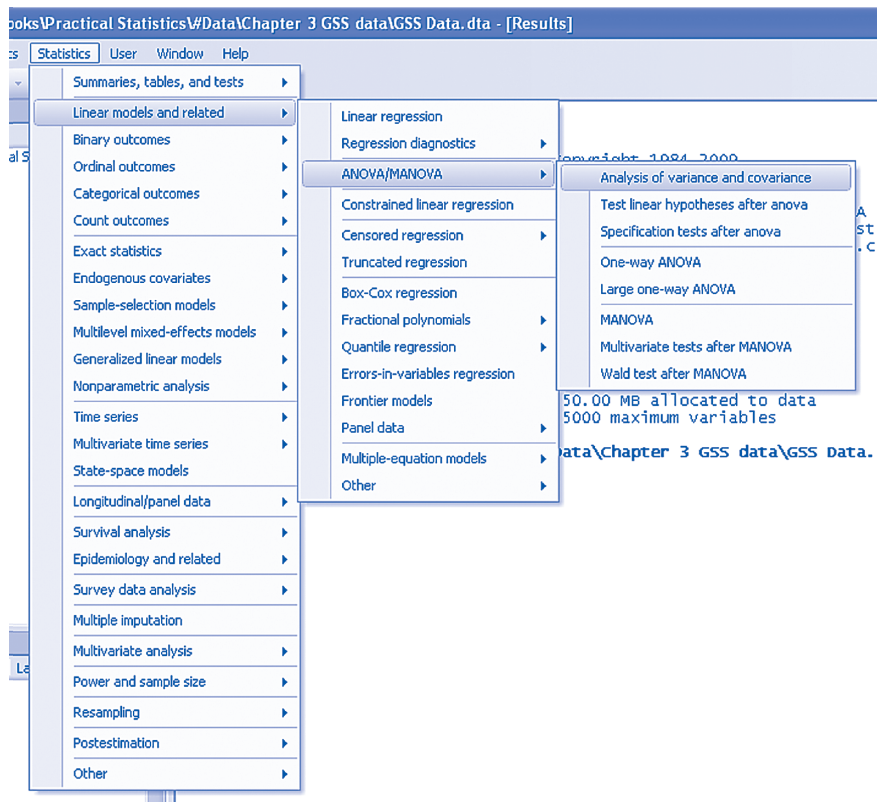 ooks\Practical Statistics\#Data\Chapter 3 GSS data\GSS Data.dta - [Results]
cs Statistics User Window Help
Summaries, tables, and tests
Linear models and related
Binary outcomes
Ordinal outcomes
Categorical outcomes
Count outcomes
Exact statistics
Endogenous covariates
Sample-selection models
Multilevel mixed-effects models
Generalized linear models
Nonparametric analysis
Time series
Multivariate time series
State-space models
Longitudinal/panel data
Survival analysis
Epidemiology and related
Survey data analysis
Multiple imputation
Multivariate analysis
Power and sample size
Resampling
Postestimation
Other
Linear regression
Regression diagnostics
ANOVA/MANOVA
Constrained linear regression
Censored regression
Truncated regression
Box-Cox regression
Fractional polynomials
Quantile regression
Errors-in-variables regression
Frontier models
Panel data
Multiple-equation models
Other
Analysis of variance and covariance
Test linear hypotheses after anova
Specification tests after anova
One-way ANOVA
Large one-way ANOVA
MANOVA
Multivariate tests after MANOVA
Wald test after MANOVA
al S
opyright 1984-2009
A
st
.c
50.00 MB allocated to data
5000 maximum variables
ata\Chapter 3 GSS data\GSS Data.
La